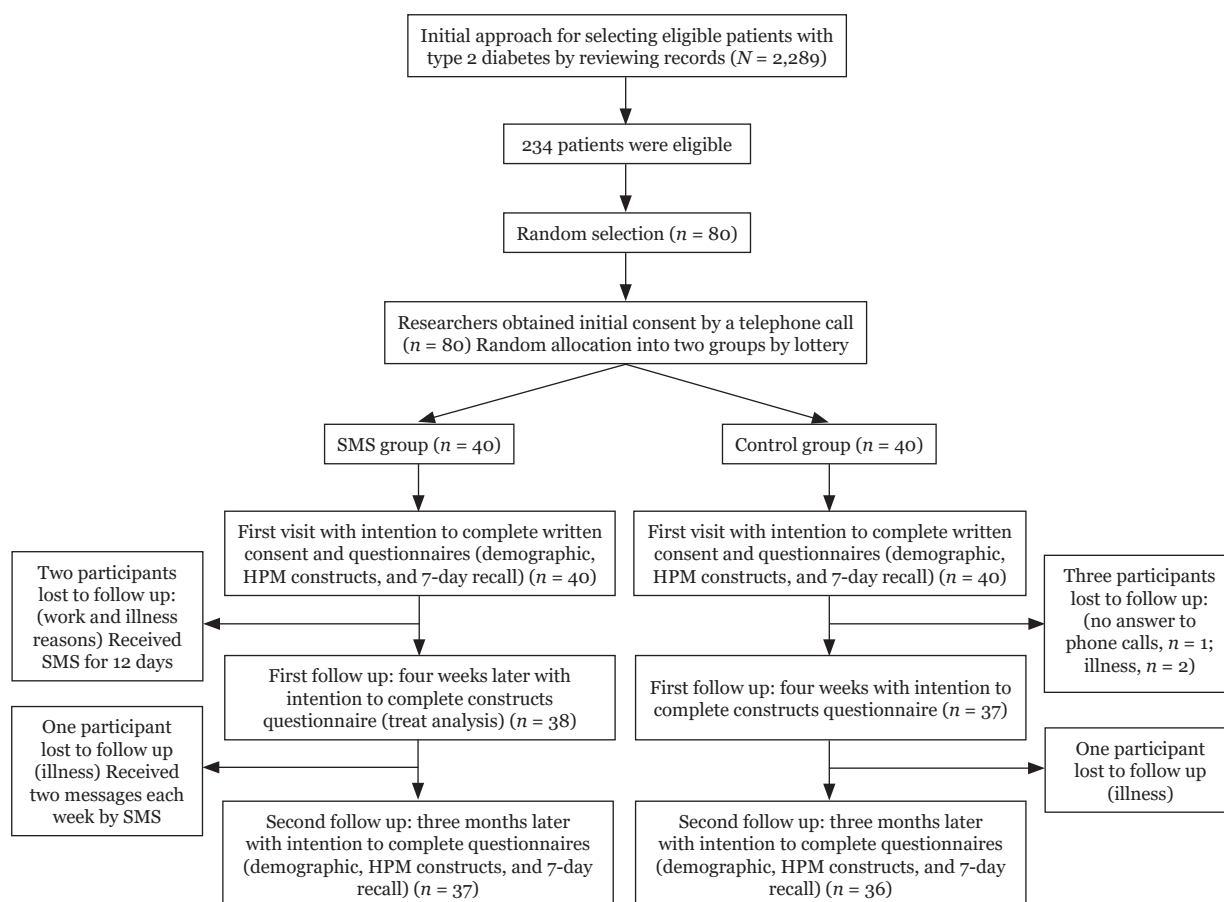 Initial approach for selecting eligible patients with
type 2 diabetes by reviewing records (N = 2,289)
234 patients were eligible
Random selection (n = 80)
Researchers obtained initial consent by a telephone call
(n = 80) Random allocation into two groups by lottery
SMS group (n = 40)
Control group (n = 40)
First visit with intention to complete written
consent and questionnaires (demographic,
HPM constructs, and 7-day recall) (n = 40)
First visit with intention to complete written
consent and questionnaires (demographic,
HPM constructs, and 7-day recall) (n = 40)
Two participants
lost to follow up:
(work and illness
reasons) Received
SMS for 12 days
Three participants
lost to follow up:
(no answer to
phone calls, n = 1;
illness, n = 2)
First follow up: four weeks later with
intention to complete constructs
questionnaire (treat analysis) (n = 38)
First follow up: four weeks with intention to
complete constructs questionnaire (n = 37)
One participant
lost to follow up
(illness) Received
two messages each
week by SMS
One participant
lost to follow up
(illness)
Second follow up: three months later
with intention to complete questionnaires
(demographic, HPM constructs, and 7-day
recall) (n = 37)
Second follow up: three months later
with intention to complete questionnaires
(demographic, HPM constructs, and 7-day
recall) (n = 36)